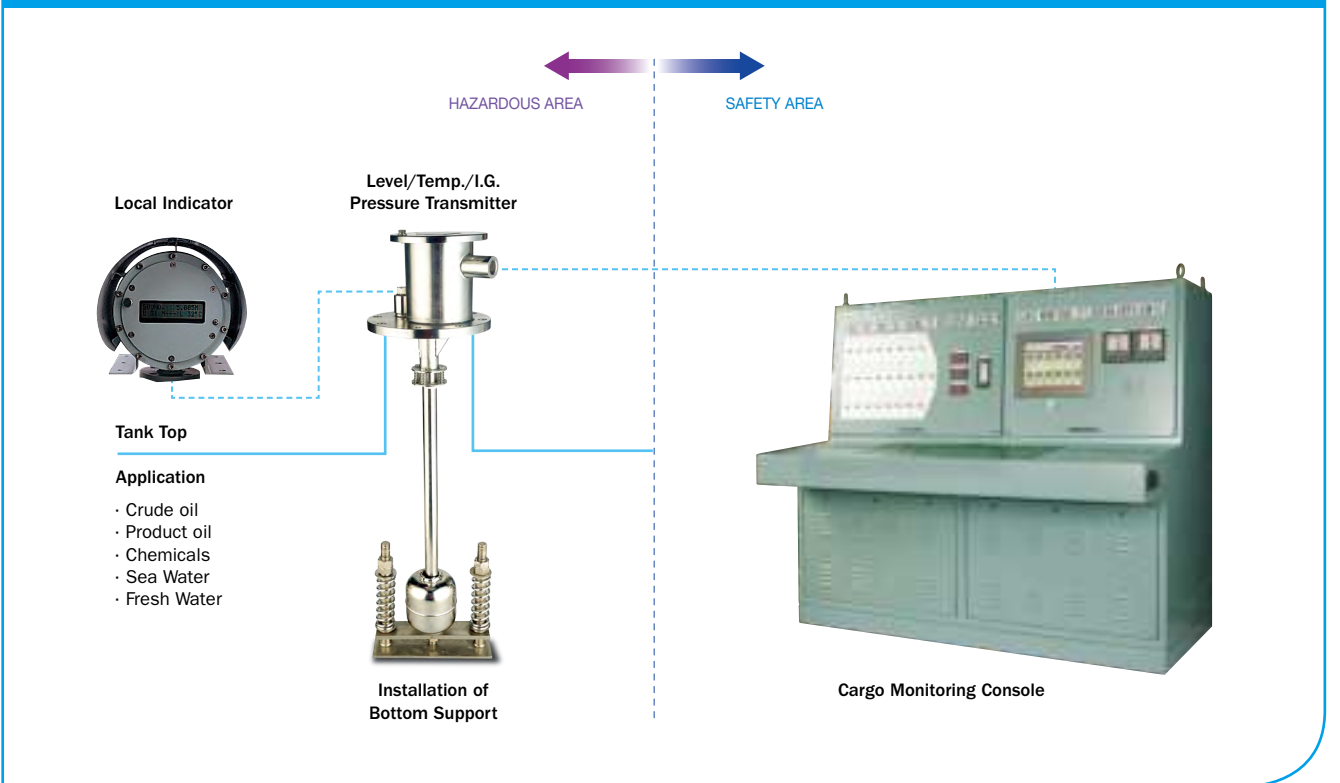 HAZARDOUS AREA
SAFETY AREA
Local Indicator
Level/Temp./I.G.
Pressure Transmitter
Tank Top
Application
· Crude oil
· Product oil
· Chemicals
· Sea Water
· Fresh Water
Installation of
Bottom Support
Cargo Monitoring Console